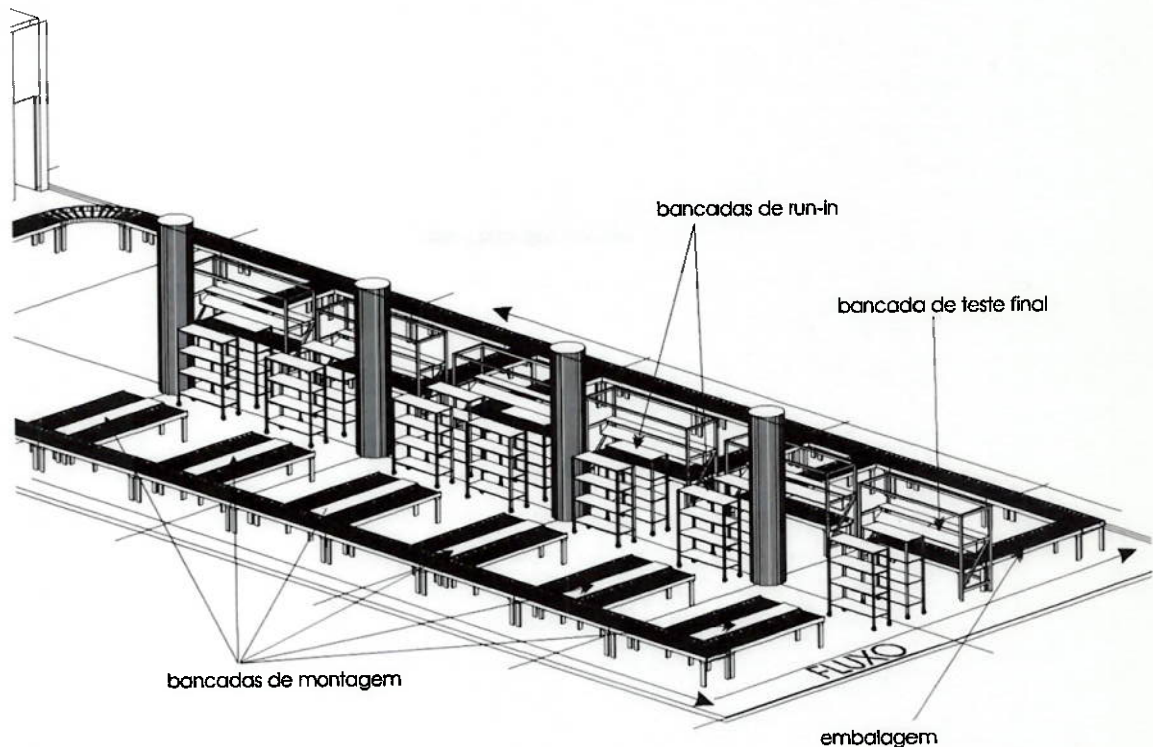 bancadas de run-in
bancada de teste final
bancadas de montagem
FLUXO
embalagem